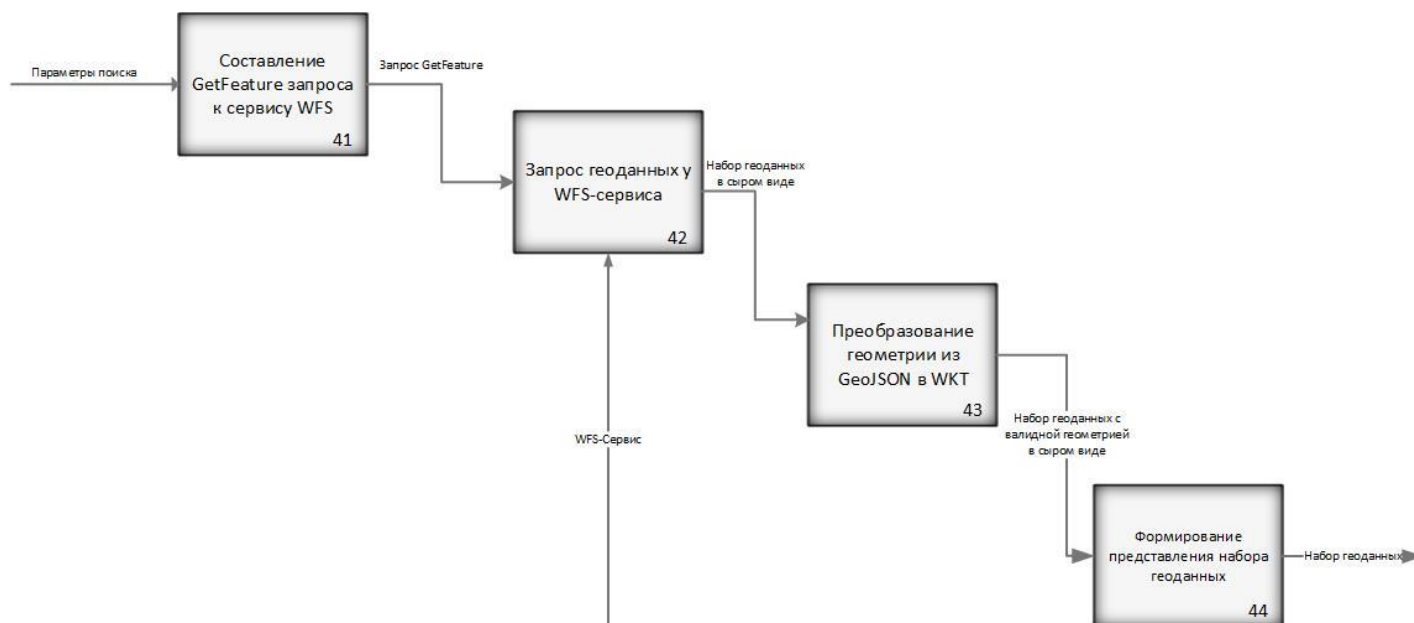 Параметры поиска
Составление
GetFeature запроса
к сервису WFS
41
Запрос GetFeature
Запрос геоданных у
WFS-сервиса
42
Набор геоданных
в сыром виде
Преобразование
геометрии из
GeoJSON в WKT
43
WFS-Сервис
Набор геоданных с
валидной геометрией
в сыром виде
Формирование
представления набора
геоданных
44
Набор геоданных